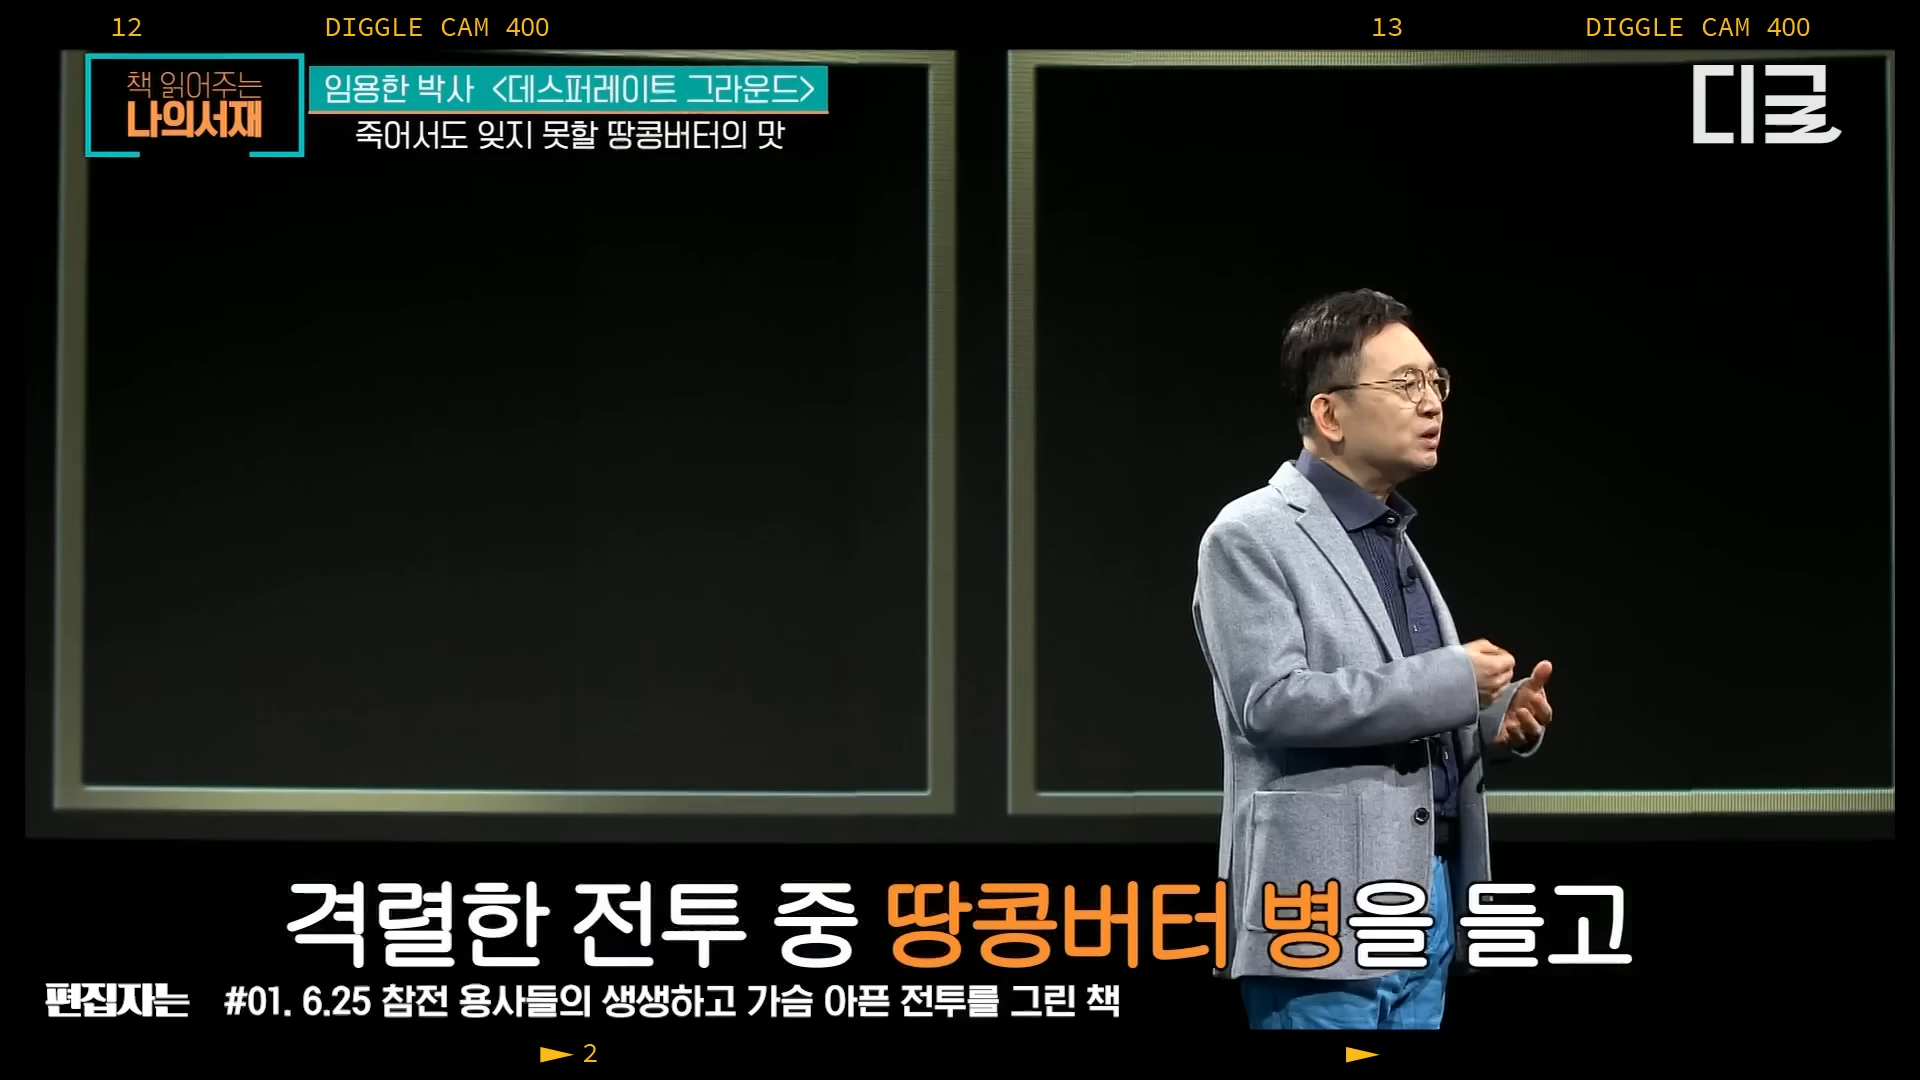 12
DIGGLE CAM 400
13
DIGGLE CAM 400
책 읽어주는
나의서재
임용한 박사 <데스퍼레이트 그라운드>
죽어서도 잊지 못할 땅콩버터의 맛
디글
격렬한 전투 중 땅콩버터 병을 들고
편집자는
#01. 6.25 참전 용사들의 생생하고 가슴 아픈 전투를 그린 책
2